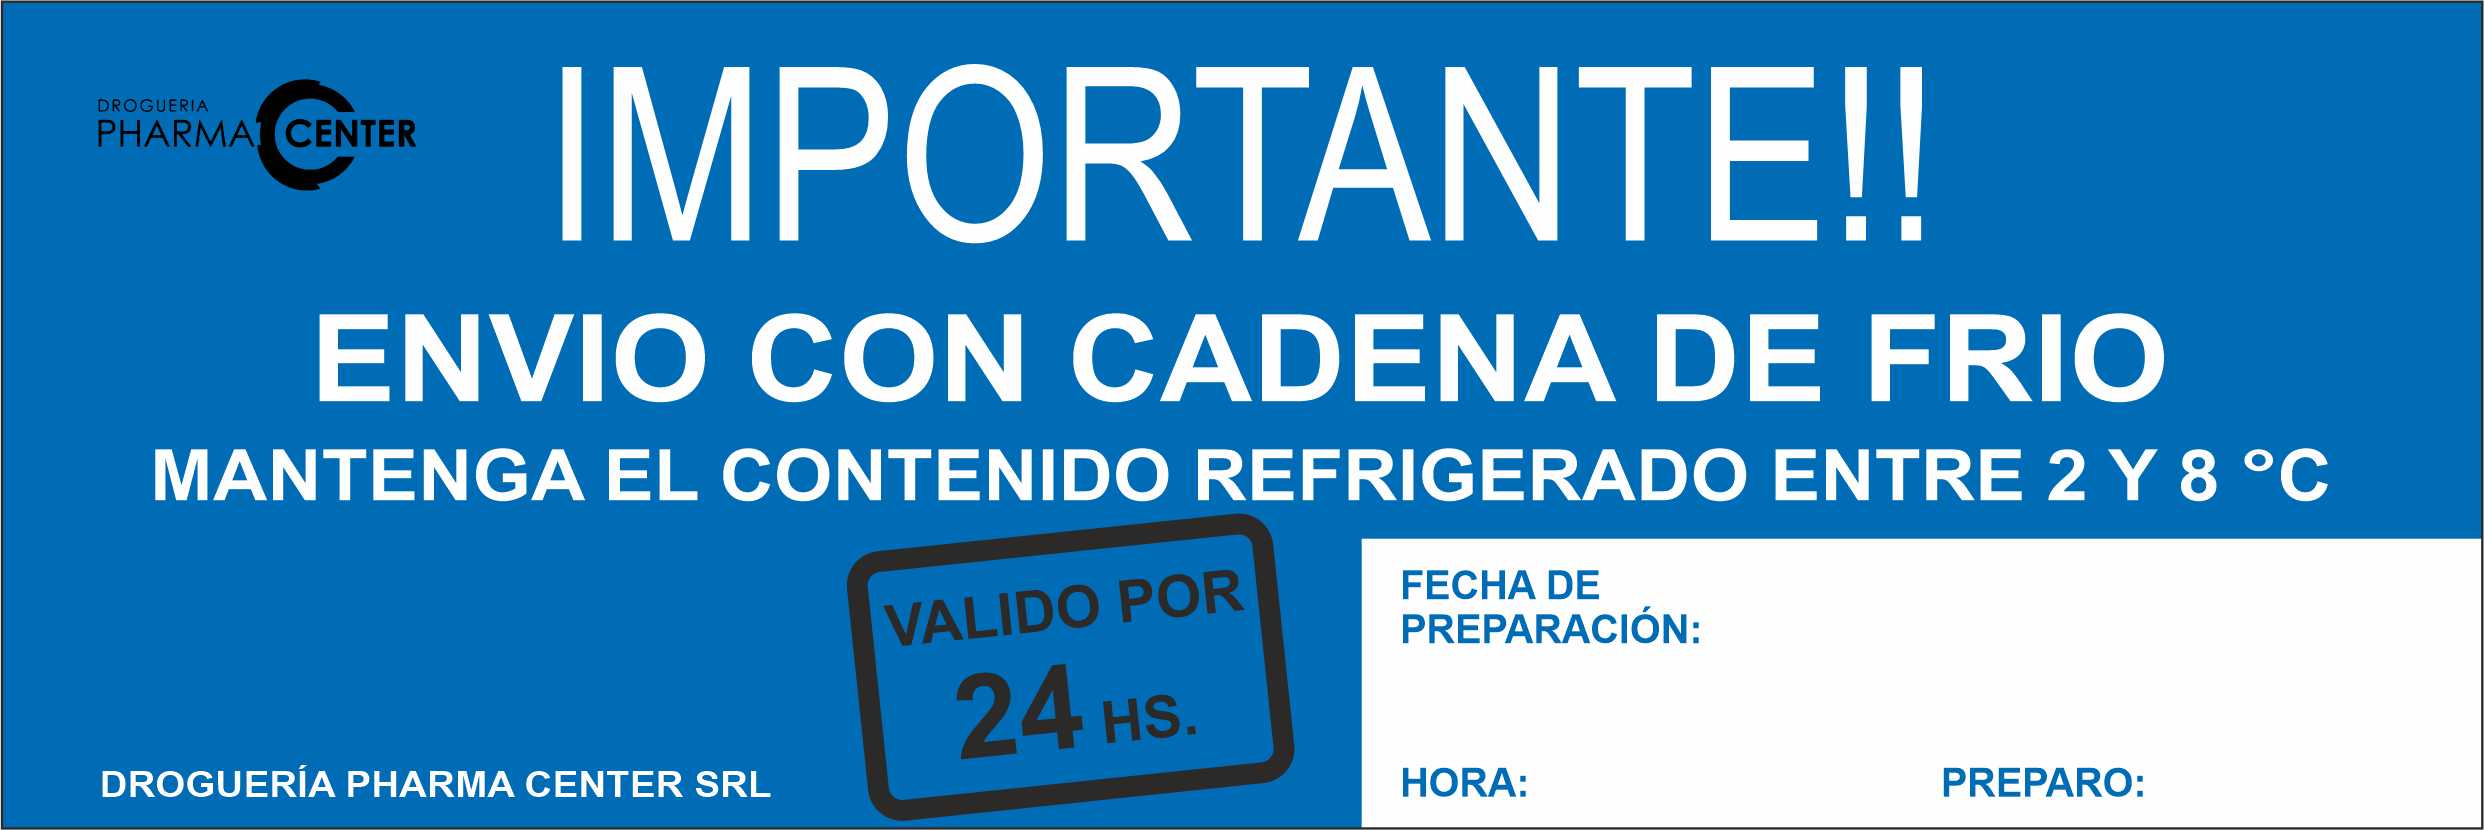 DROGUERIA
PHARMA CENTER
IMPORTANTE!!
ENVIO CON CADENA DE FRIO
MANTENGA EL CONTENIDO REFRIGERADO ENTRE 2 Y 8 °C
VALIDO POR
24 HS.
FECHA DE
PREPARACIÓN:
HORA:
PREPARO:
DROGUERÍA PHARMA CENTER SRL